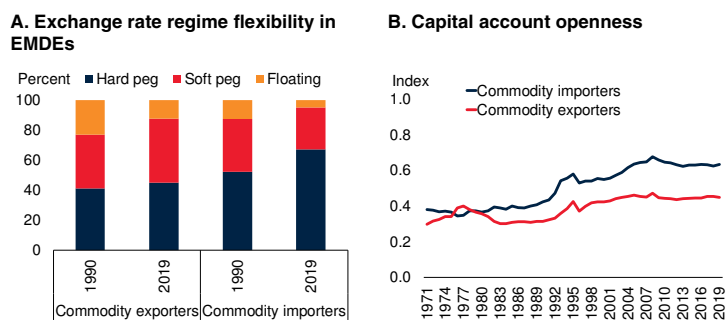 A. Exchange rate regime flexibility in
EMDEs
Percent
Hard peg
Soft peg
Floating
100
80
60
40
20
0
1990
2019
1990
2019
Commodity exporters
Commodity importers
B. Capital account openness
Index
Commodity importers
Commodity exporters
1.0
0.8
0.6
0.4
0.2
0.0
1971
1974
1977
1980
1983
1986
1989
1992
1995
1998
2001
2004
2007
2010
2013
2016
2019